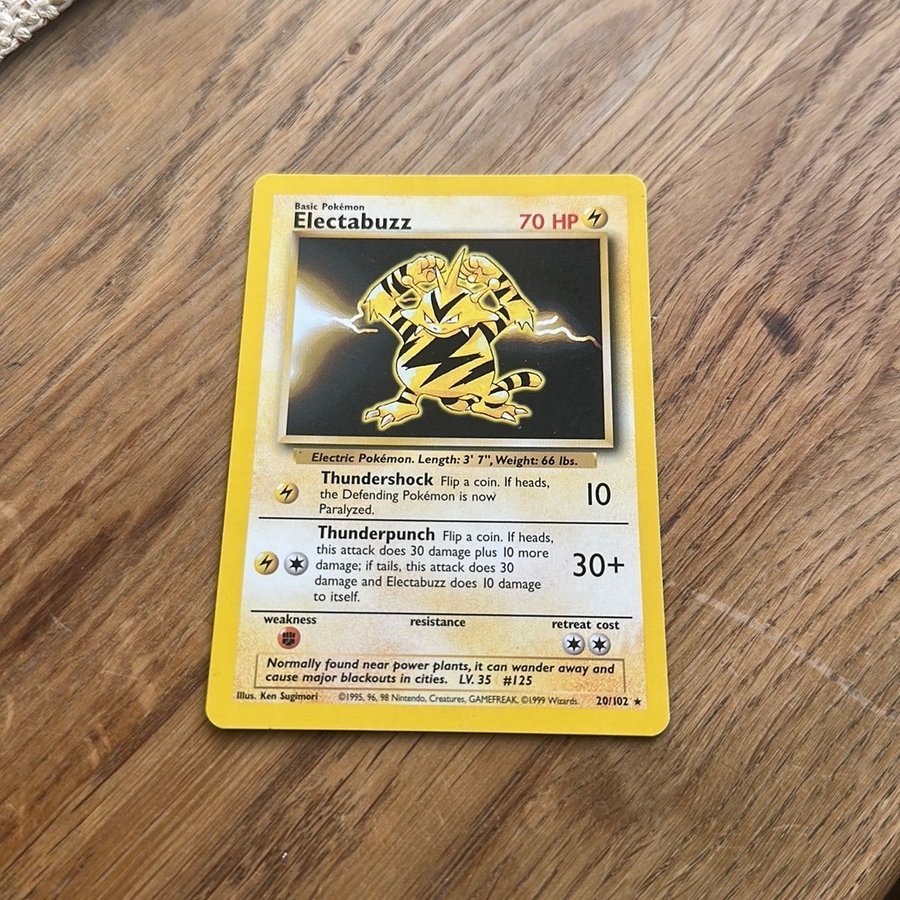 Basic Pokémon
Electabuzz 70 HP
Electric Pokémon. Length: 3' 7", Weight: 66 lbs.
Thundershock Flip a coin. If heads,
the Defending Pokémon is now
Paralyzed.
10
Thunderpunch Flip a coin. If heads,
this attack does 30 damage plus 10 more
damage; if tails, this attack does 30
damage and Electabuzz does 10 damage
to itself.
30+
weakness resistance retreat cost
Normally found near power plants, it can wander away and
cause major blackouts in cities. LV. 35 #125
Illus. Ken Sugimori ©1995, 96, 98 Nintendo, Creatures, GAMEFREAK. ©1999 Wizards. 20/102 ★